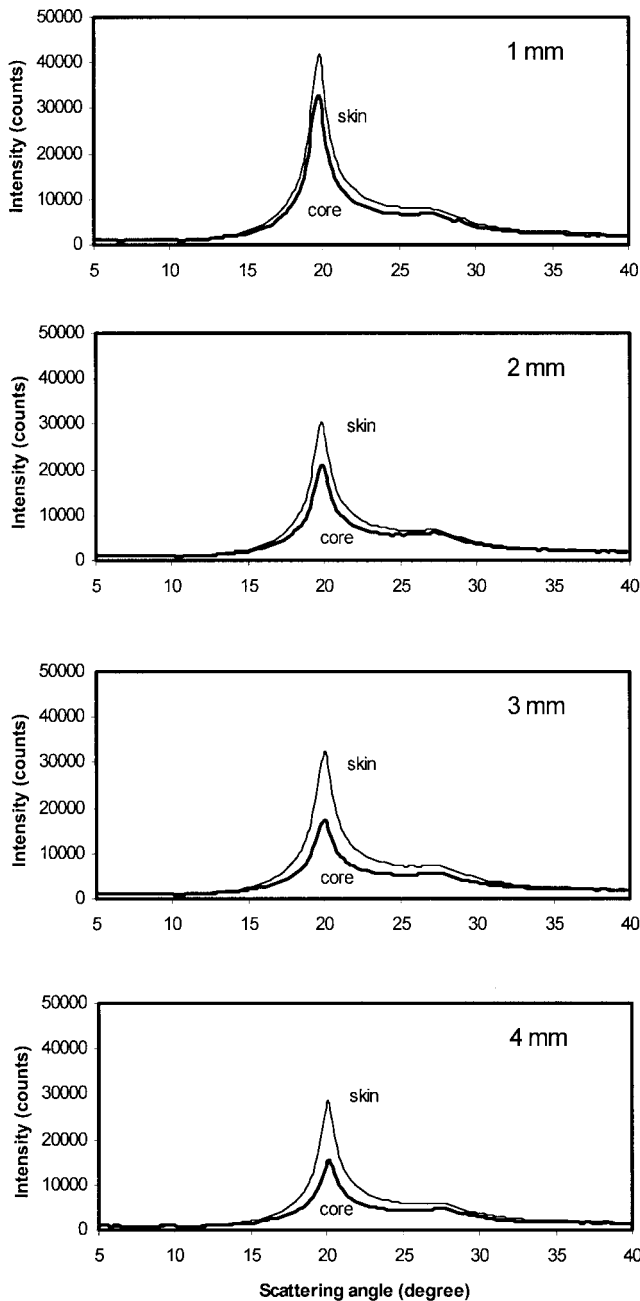 50000
40000
30000
20000
10000
0
Intensity (counts)
1 mm
skin
core
5 10 15 20 25 30 35 40
50000
40000
30000
20000
10000
0
Intensity (counts)
2 mm
skin
core
5 10 15 20 25 30 35 40
50000
40000
30000
20000
10000
0
Intensity (counts)
3 mm
skin
core
5 10 15 20 25 30 35 40
50000
40000
30000
20000
10000
0
Intensity (counts)
4 mm
skin
core
5 10 15 20 25 30 35 40
Scattering angle (degree)